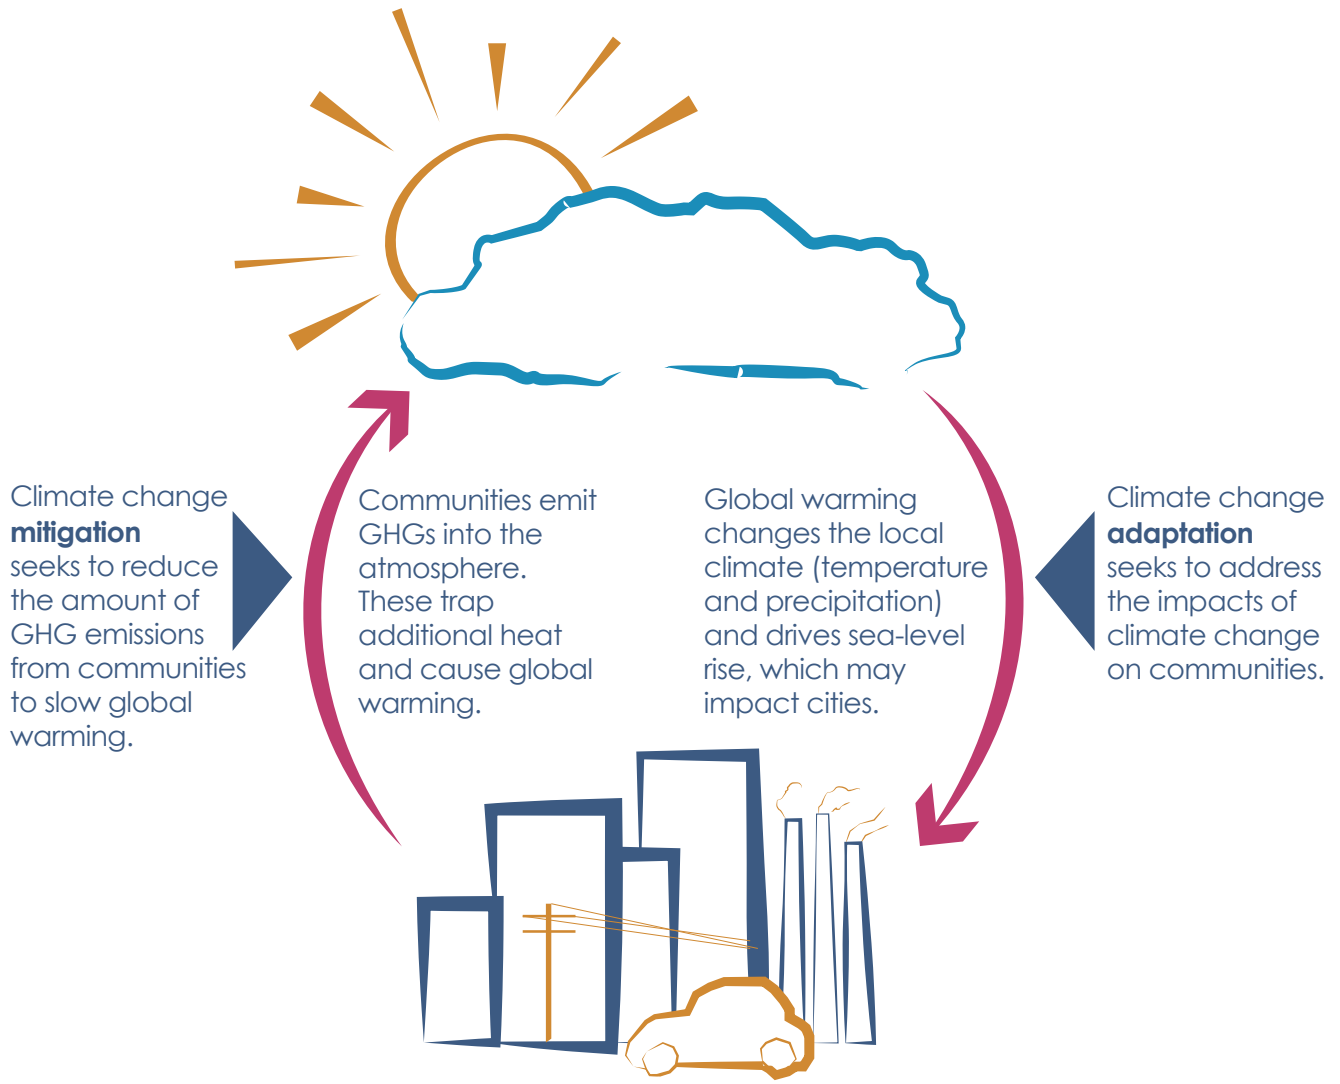 Climate change
mitigation
seeks to reduce
the amount of
GHG emissions
from communities
to slow global
warming.
Communities emit
GHGs into the
atmosphere.
These trap
additional heat
and cause global
warming.
Global warming
changes the local
climate (temperature
and precipitation)
and drives sea-level
rise, which may
impact cities.
Climate change
adaptation
seeks to address
the impacts of
climate change
on communities.